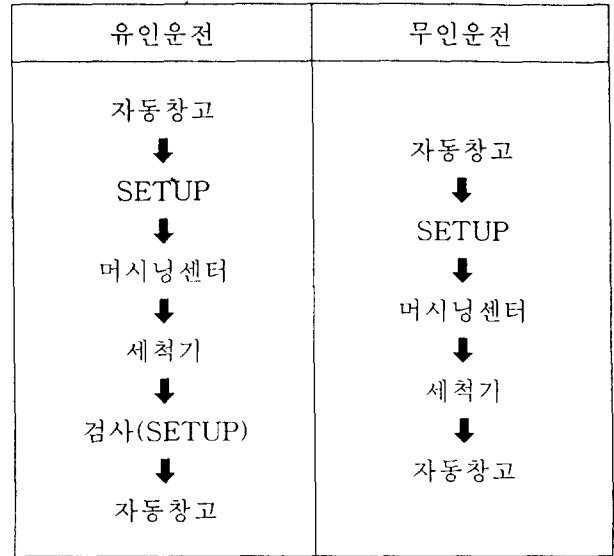 유인운전
무인운전
자동창고
SETUP
머시닝센터
세척기
검사(SETUP)
자동창고
자동창고
SETUP
머시닝센터
세척기
자동창고